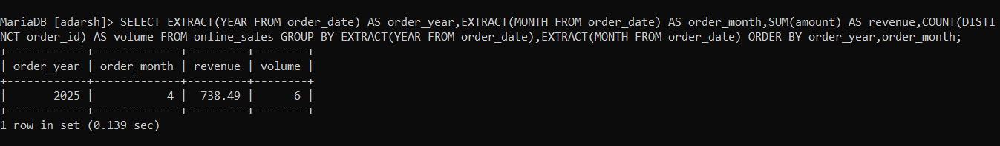 MariaDB [adarsh]> SELECT EXTRACT(YEAR FROM order_date) AS order_year,EXTRACT(MONTH FROM order_date) AS order_month,SUM(amount) AS revenue,COUNT(DISTI
NCT order_id) AS volume FROM online_sales GROUP BY EXTRACT(YEAR FROM order_date),EXTRACT(MONTH FROM order_date) ORDER BY order_year,order_month;
+------------+-------------+---------+--------+
| order_year | order_month | revenue | volume |
+------------+-------------+---------+--------+
|       2025 |           4 |  738.49 |      6 |
+------------+-------------+---------+--------+
1 row in set (0.139 sec)